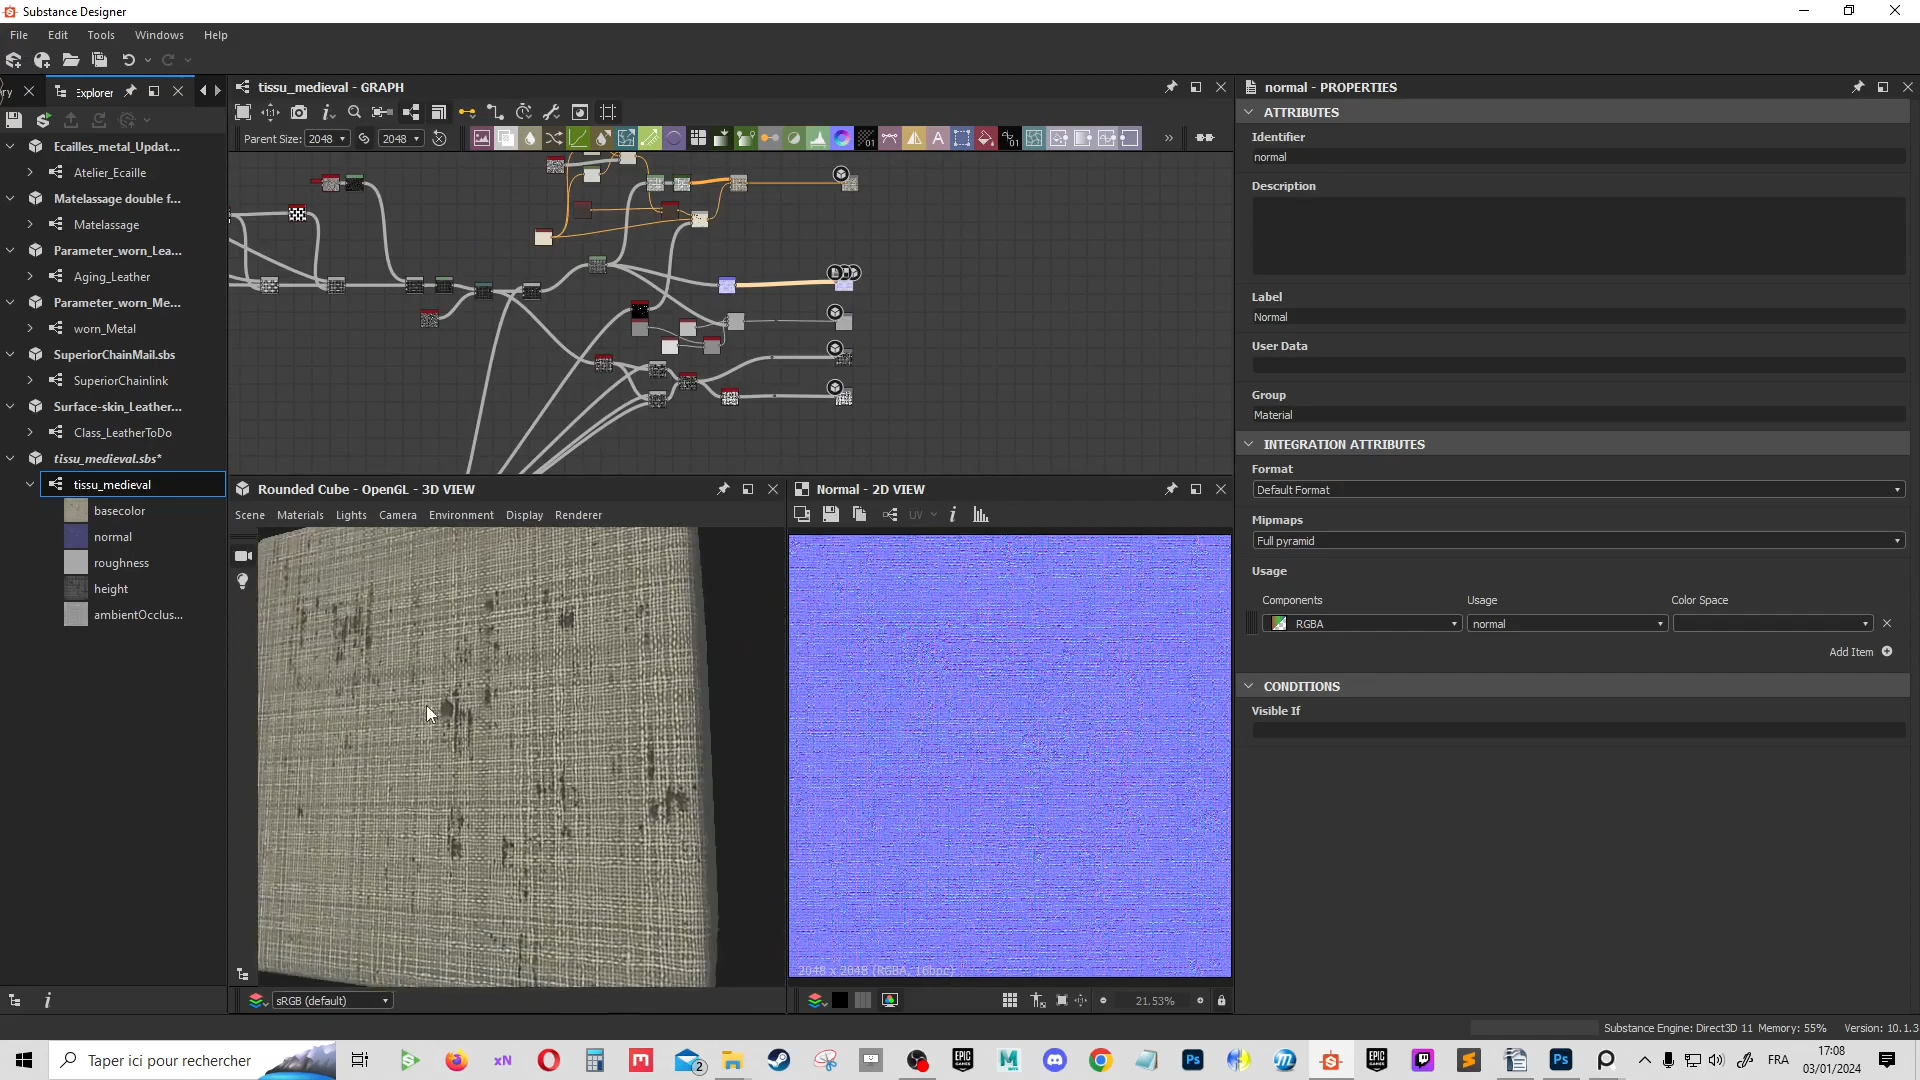 Substance Designer
File Edit Tools Windows Help
ry Explorer
tissu_medieval - GRAPH
Parent Size: 2048 2048
Ecailles_metal_Updat...
Atelier_Ecaille
Matelassage double f...
Matelassage
Parameter_worn_Lea...
Aging_Leather
Parameter_worn_Me...
worn_Metal
SuperiorChainMail.sbs
SuperiorChainlink
Surface-skin_Leather...
Class_LeatherToDo
tissu_medieval.sbs*
tissu_medieval
basecolor
normal
roughness
height
ambientOcclus...
Rounded Cube - OpenGL - 3D VIEW
Scene Materials Lights Camera Environment Display Renderer
sRGB (default)
Normal - 2D VIEW
UV
2048 x 2048 (RGBA, 16bpc)
21.53%
normal - PROPERTIES
ATTRIBUTES
Identifier
normal
Description
Label
Normal
User Data
Group
Material
INTEGRATION ATTRIBUTES
Format
Default Format
Mipmaps
Full pyramid
Usage
Components Usage Color Space
RGBA normal
Add Item
CONDITIONS
Visible If
Substance Engine: Direct3D 11 Memory: 55% Version: 10.1.3
Taper ici pour rechercher
FRA
17:08
03/01/2024